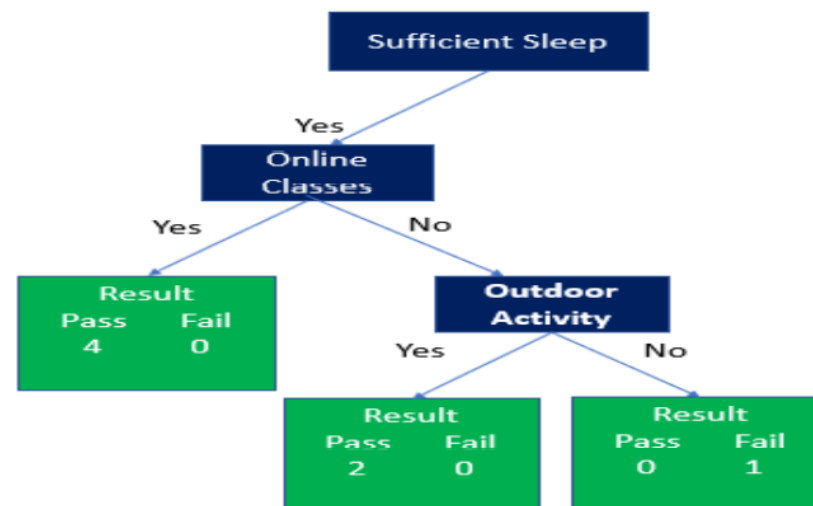 Sufficient Sleep
Yes
Online
Classes
Yes
No
Result
Pass Fail
4 0
Outdoor
Activity
Yes
No
Result
Pass Fail
2 0
Result
Pass Fail
0 1